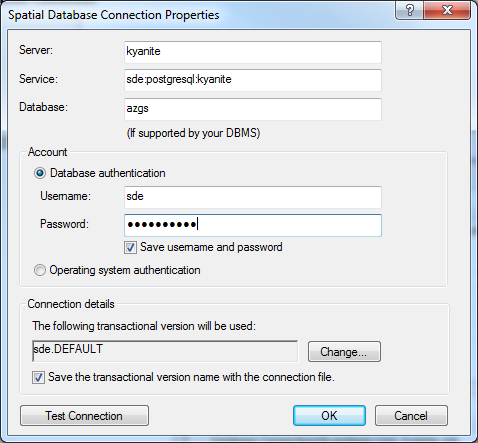 Spatial Database Connection Properties
Server: kyanite
Service: sde:postgresql:kyanite
Database: azgs
(If supported by your DBMS)
Account
Database authentication
Username: sde
Password: ●●●●●●●●●●
Save username and password
Operating system authentication
Connection details
The following transactional version will be used:
sde.DEFAULT Change...
Save the transactional version name with the connection file.
Test Connection OK Cancel